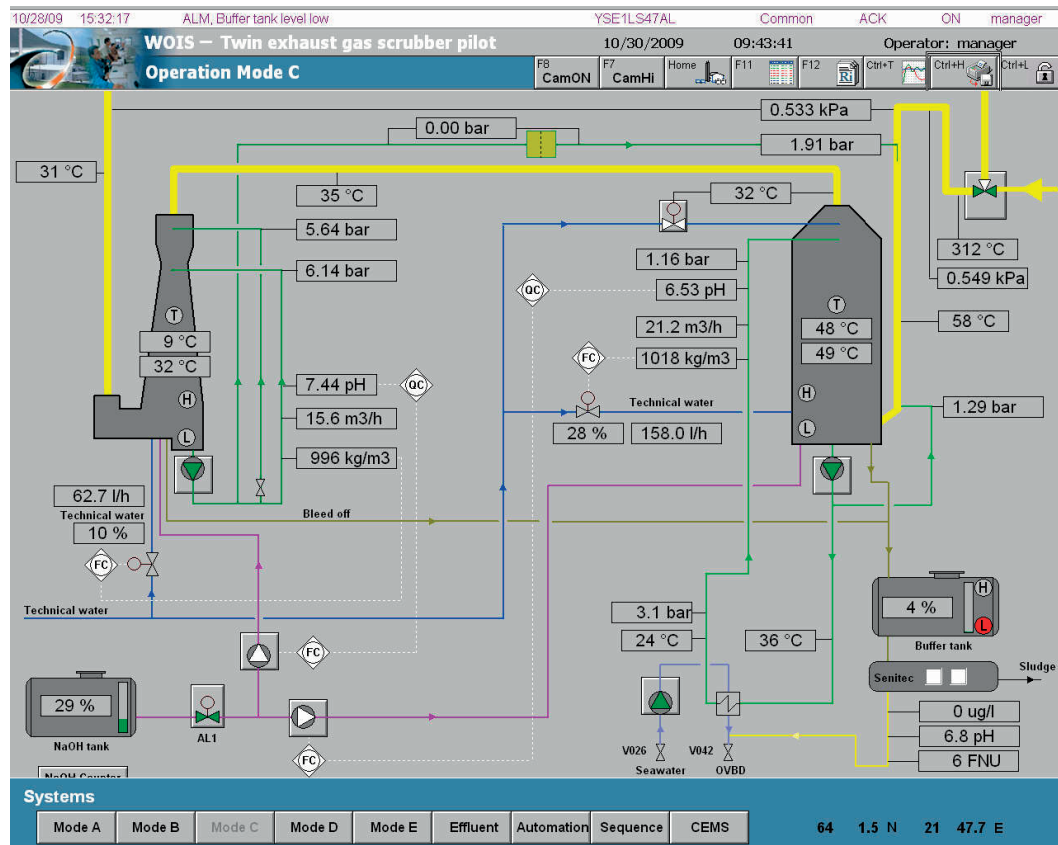 10/28/09 15:32:17 ALM, Buffer tank level low YSE1LS47AL Common ACK ON manager
WOIS – Twin exhaust gas scrubber pilot 10/30/2009 09:43:41 Operator: manager
Operation Mode C F8 CamON F7 CamHi Home F11 F12 Ri Ctrl+T Ctrl+H Ctrl+L
0.533 kPa
0.00 bar
1.91 bar
31 °C
35 °C
32 °C
5.64 bar
312 °C
1.16 bar
6.14 bar
0.549 kPa
QC
6.53 pH
T
T
21.2 m3/h
48 °C
58 °C
9 °C
49 °C
32 °C
FC
1018 kg/m3
7.44 pH
QC
H
H
Technical water
1.29 bar
15.6 m3/h
L
L
28 %
158.0 l/h
996 kg/m3
62.7 l/h
Technical water
Bleed off
10 %
FC
H
4 %
L
Technical water
3.1 bar
24 °C
36 °C
Buffer tank
FC
Senitec
Sludge
29 %
0 ug/l
AL1
6.8 pH
NaOH tank
V026
V042
FC
6 FNU
Seawater
OVBD
NaOH Counter
Systems
Mode A Mode B Mode C Mode D Mode E Effluent Automation Sequence CEMS 64 1.5 N 21 47.7 E